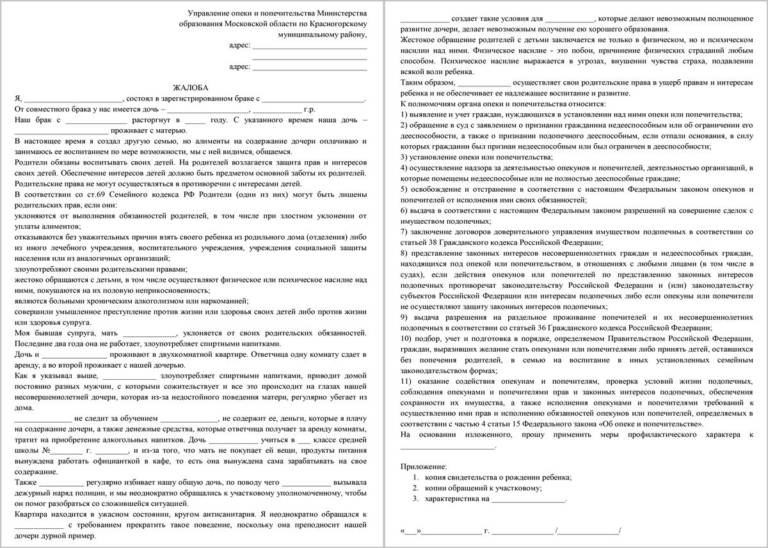 Управление опеки и попечительства Министерства
образования Московской области по Красногорскому
муниципальному району,
адрес: ____________________________
____________________________
адрес: ____________________________
ЖАЛОБА
Я, ________________________, состоял в зарегистрированном браке с ________________________.
От совместного брака у нас имеется дочь – ____________________, _____________ г.р.
Наш брак с _______________ расторгнут в _____ году. С указанного времен наша дочь –
_______________________ проживает с матерью.
В настоящее время я создал другую семью, но алименты на содержание дочери оплачиваю и
занимаюсь ее воспитанием по мере возможности, мы с ней видимся, общаемся.
Родители обязаны воспитывать своих детей. На родителей возлагается защита прав и интересов
своих детей. Обеспечение интересов детей должно быть предметом основной заботы их родителей.
Родительские права не могут осуществляться в противоречии с интересами детей.
В соответствии со ст.69 Семейного кодекса РФ Родители (один из них) могут быть лишены
родительских прав, если они:
уклоняются от выполнения обязанностей родителей, в том числе при злостном уклонении от
уплаты алиментов;
отказываются без уважительных причин взять своего ребенка из родильного дома (отделения) либо
из иного лечебного учреждения, воспитательного учреждения, учреждения социальной защиты
населения или из аналогичных организаций;
злоупотребляют своими родительскими правами;
жестоко обращаются с детьми, в том числе осуществляют физическое или психическое насилие над
ними, покушаются на их половую неприкосновенность;
являются больными хроническим алкоголизмом или наркоманией;
совершили умышленное преступление против жизни или здоровья своих детей либо против жизни
или здоровья супруга.
Моя бывшая супруга, мать _____________, уклоняется от своих родительских обязанностей.
Последние два года она не работает, злоупотребляет спиртными напитками.
Дочь и ________________ проживают в двухкомнатной квартире. Ответчица одну комнату сдает в
аренду, а во второй проживает с нашей дочерью.
Как я указывал выше, _____________ злоупотребляет спиртными напитками, приводит домой
постоянно разных мужчин, с которыми сожительствует и все это происходит на глазах нашей
несовершеннолетней дочери, которая из-за недостойного поведения матери, регулярно убегает из
дома.
_______________ не следит за обучением ______________, не содержит ее, деньги, которые я плачу
на содержание дочери, а также денежные средства, которые ответчица получает за аренду комнаты,
тратит на приобретение алкогольных напитков. Дочь ____________ учиться в ___ классе средней
школы №________ г. ________, и из-за того, что мать не покупает ей вещи, продукты питания
вынуждена работать официанткой в кафе, то есть она вынуждена сама зарабатывать на свое
содержание.
Также ___________ регулярно избивает нашу общую дочь, по поводу чего ____________ вызывала
дежурный наряд полиции, и мы неоднократно обращались к участковому уполномоченному, чтобы
он помог разобраться со сложившейся ситуацией.
Квартира находится в ужасном состоянии, кругом антисанитария. Я неоднократно обращался к
____________ с требованием прекратить такое поведение, поскольку она преподносит нашей
дочери дурной пример.
____________ создает такие условия для ____________, которые делают невозможным полноценное
развитие дочери, делает невозможным получение ею хорошего образования.
Жестокое обращение родителей с детьми заключается не только в физическом, но и психическом
насилии над ними. Физическое насилие - это побои, причинение физических страданий любым
способом. Психическое насилие выражается в угрозах, внушении чувства страха, подавлении
всякой воли ребенка.
Таким образом, _____________ осуществляет свои родительские права в ущерб правам и интересам
ребенка и не обеспечивает ее надлежащее воспитание и развитие.
К полномочиям органа опеки и попечительства относится:
1) выявление и учет граждан, нуждающихся в установлении над ними опеки или попечительства;
2) обращение в суд с заявлением о признании гражданина недееспособным или об ограничении его
дееспособности, а также о признании подопечного дееспособным, если отпали основания, в силу
которых гражданин был признан недееспособным или был ограничен в дееспособности;
3) установление опеки или попечительства;
4) осуществление надзора за деятельностью опекунов и попечителей, деятельностью организаций, в
которые помещены недееспособные или не полностью дееспособные граждане;
5) освобождение и отстранение в соответствии с настоящим Федеральным законом опекунов и
попечителей от исполнения ими своих обязанностей;
6) выдача в соответствии с настоящим Федеральным законом разрешений на совершение сделок с
имуществом подопечных;
7) заключение договоров доверительного управления имуществом подопечных в соответствии со
статьей 38 Гражданского кодекса Российской Федерации;
8) представление законных интересов несовершеннолетних граждан и недееспособных граждан,
находящихся под опекой или попечительством, в отношениях с любыми лицами (в том числе в
судах), если действия опекунов или попечителей по представлению законных интересов
подопечных противоречат законодательству Российской Федерации и (или) законодательству
субъектов Российской Федерации или интересам подопечных либо если опекуны или попечители
не осуществляют защиту законных интересов подопечных;
9) выдача разрешения на раздельное проживание попечителей и их несовершеннолетних
подопечных в соответствии со статьей 36 Гражданского кодекса Российской Федерации;
10) подбор, учет и подготовка в порядке, определяемом Правительством Российской Федерации,
граждан, выразивших желание стать опекунами или попечителями либо принять детей, оставшихся
без попечения родителей, в семью на воспитание в иных установленных семейным
законодательством формах;
11) оказание содействия опекунам и попечителям, проверка условий жизни подопечных,
соблюдения опекунами и попечителями прав и законных интересов подопечных, обеспечения
сохранности их имущества, а также исполнения опекунами и попечителями требований к
осуществлению ими прав и исполнению обязанностей опекунов или попечителей, определяемых в
соответствии с частью 4 статьи 15 Федерального закона «Об опеке и попечительстве».
На основании изложенного, прошу применить меры профилактического характера к
_______________________.
Приложение:
1. копия свидетельства о рождении ребенка;
2. копии обращений к участковому;
3. характеристика на __________________.
«___»_______________ г. _______________ /_______________/